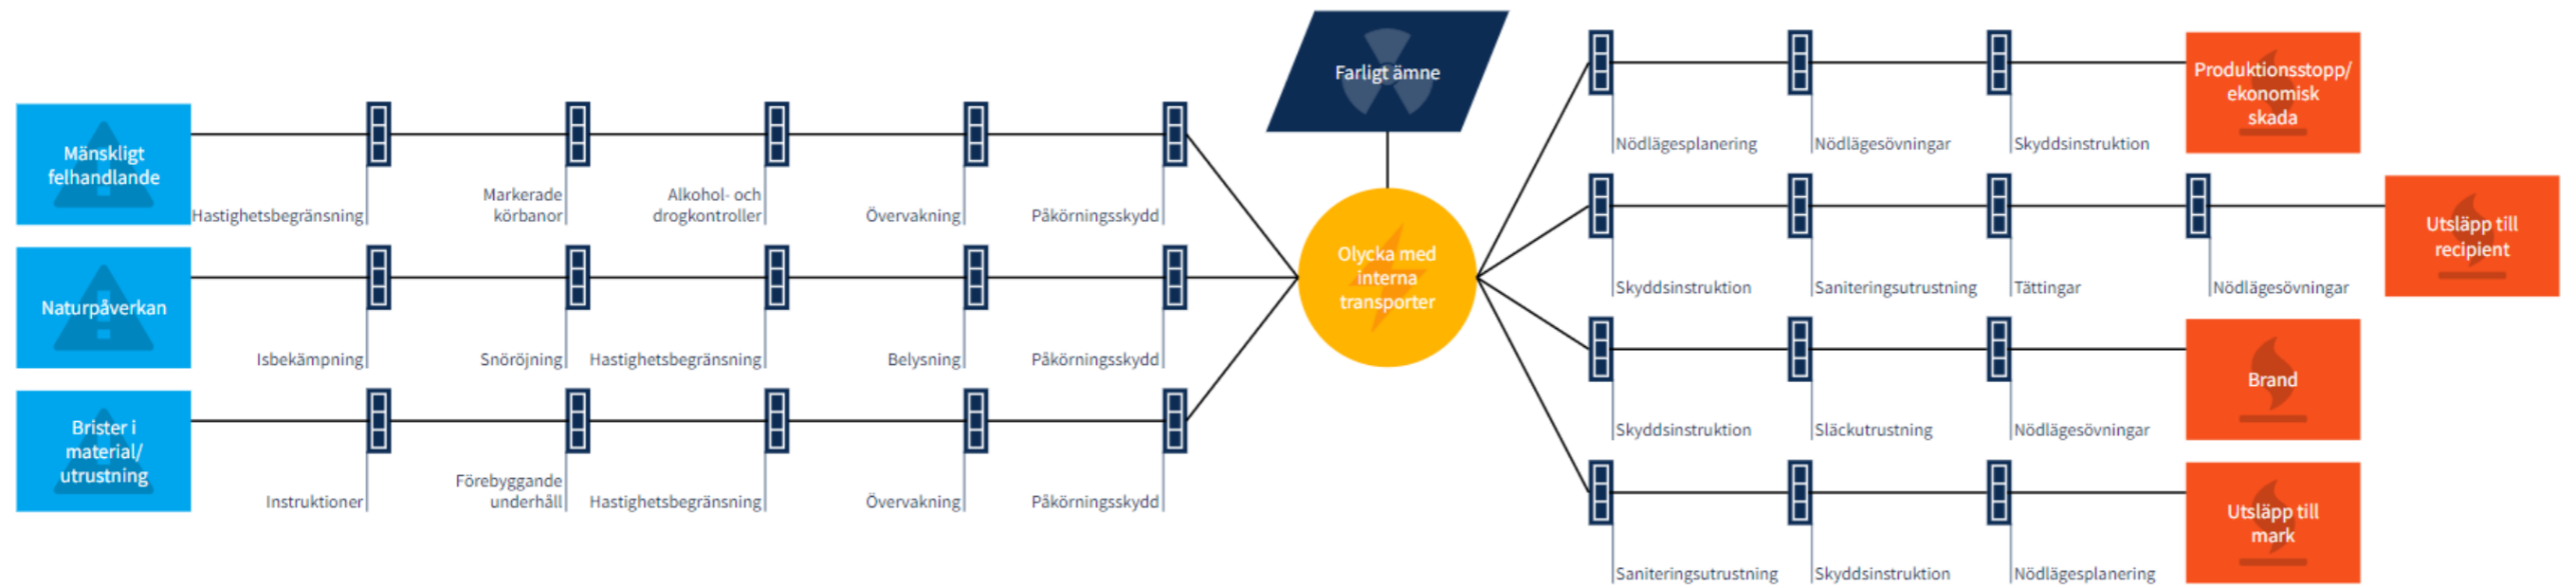 Farligt ämne
Mänskligt
felhandlande
Hastighetsbegränsning
Markerade
körbanor
Alkohol- och
drogkontroller
Övervakning
Påkörningsskydd
Naturpåverkan
Isbekämpning
Snöröjning
Hastighetsbegränsning
Belysning
Påkörningsskydd
Brister i
material/
utrustning
Instruktioner
Förebyggande
underhåll
Hastighetsbegränsning
Övervakning
Påkörningsskydd
Olycka med
interna
transporter
Nödlägesplanering
Nödlägesövningar
Skyddsinstruktion
Produktionsstopp/
ekonomisk
skada
Skyddsinstruktion
Saniteringsutrustning
Tättingar
Nödlägesövningar
Utsläpp till
recipient
Skyddsinstruktion
Släckutrustning
Nödlägesövningar
Brand
Saniteringsutrustning
Skyddsinstruktion
Nödlägesplanering
Utsläpp till
mark